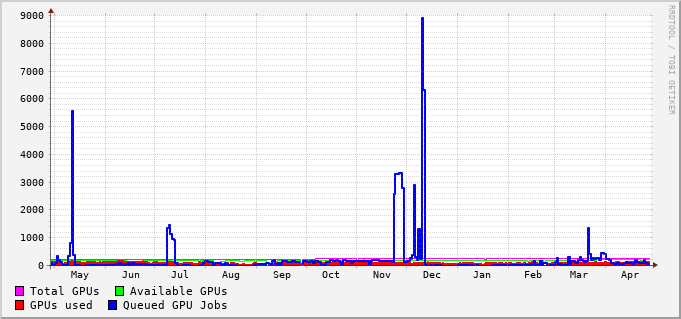 9000
8000
7000
6000
5000
4000
3000
2000
1000
0
May Jun Jul Aug Sep Oct Nov Dec Jan Feb Mar Apr
Total GPUs Available GPUs
GPUs used Queued GPU Jobs
RRDTOOL / TOBI OETIKER